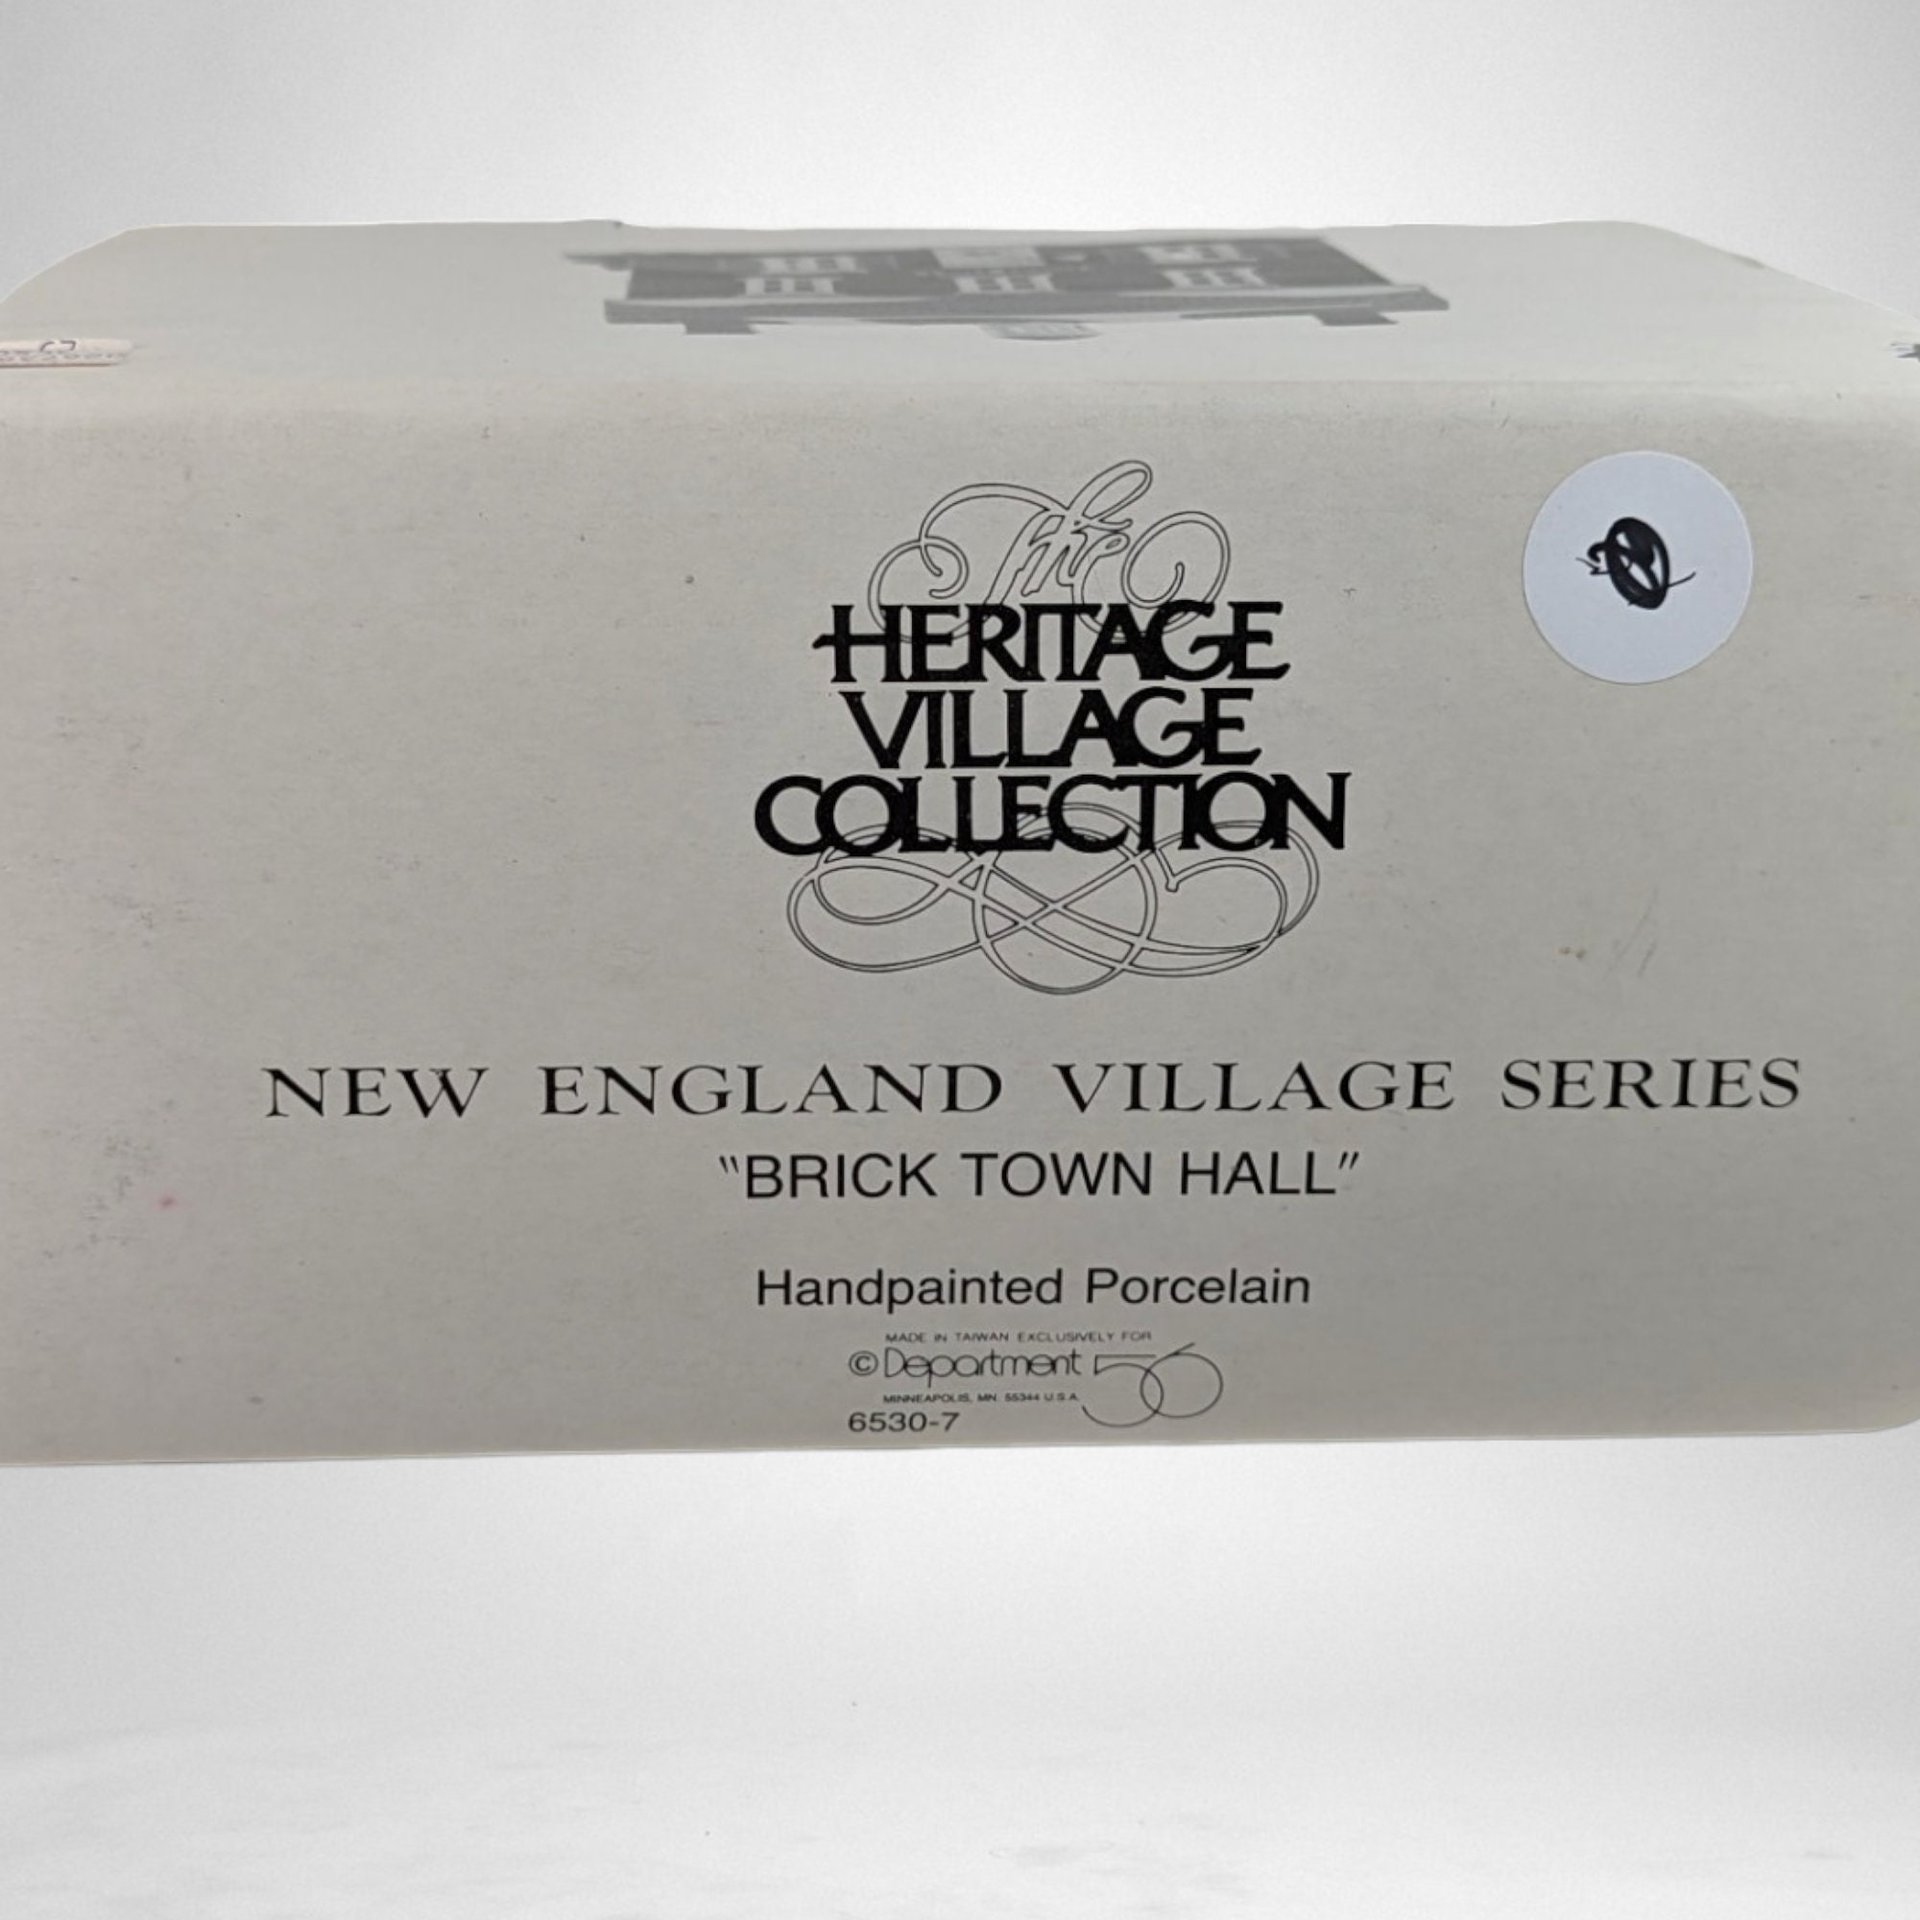 The
HERITAGE
VILLAGE
COLLECTION
NEW ENGLAND VILLAGE SERIES
"BRICK TOWN HALL"
Handpainted Porcelain
MADE IN TAIWAN EXCLUSIVELY FOR
© Department 56
MINNEAPOLIS, MN 55344 U.S.A.
6530-7